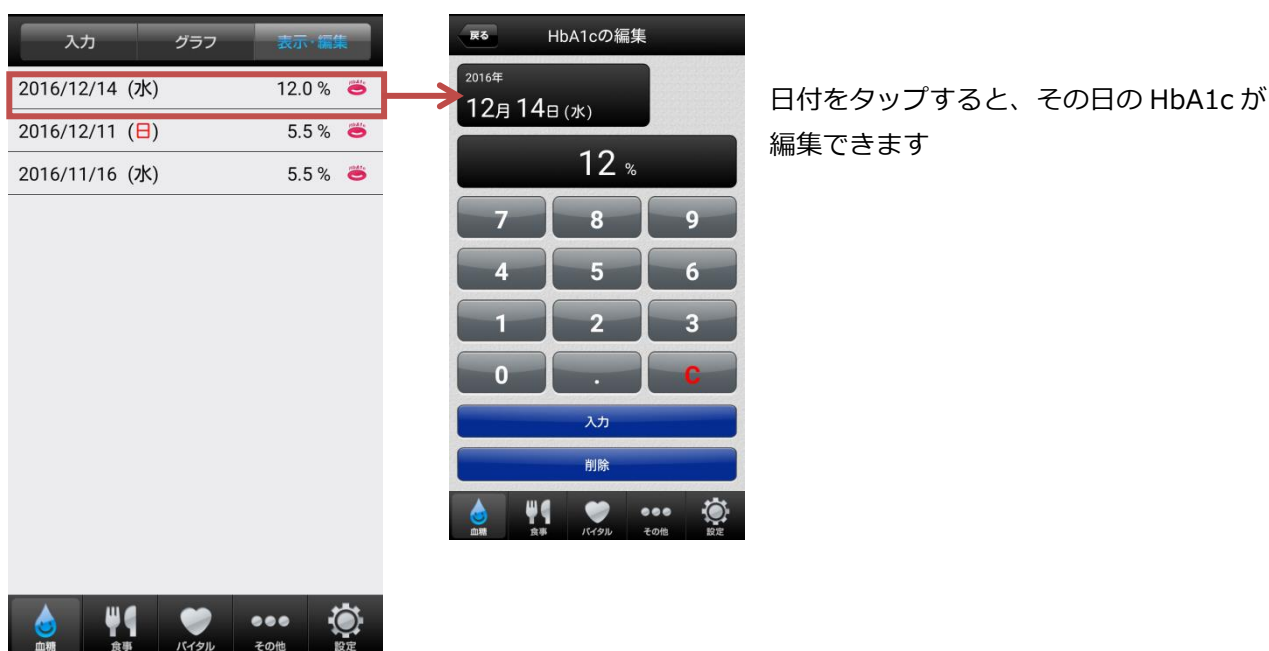 入力 グラフ 表示・編集
2016/12/14 (水) 12.0 % HbA1c
2016/12/11 (日) 5.5 % HbA1c
2016/11/16 (水) 5.5 % HbA1c
血糖 食事 バイタル その他 設定
戻る HbA1cの編集
2016年
12月 14日 (水)
12 %
7 8 9
4 5 6
1 2 3
0 . C
入力
削除
血糖 食事 バイタル その他 設定
日付をタップすると、その日の HbA1c が
編集できます